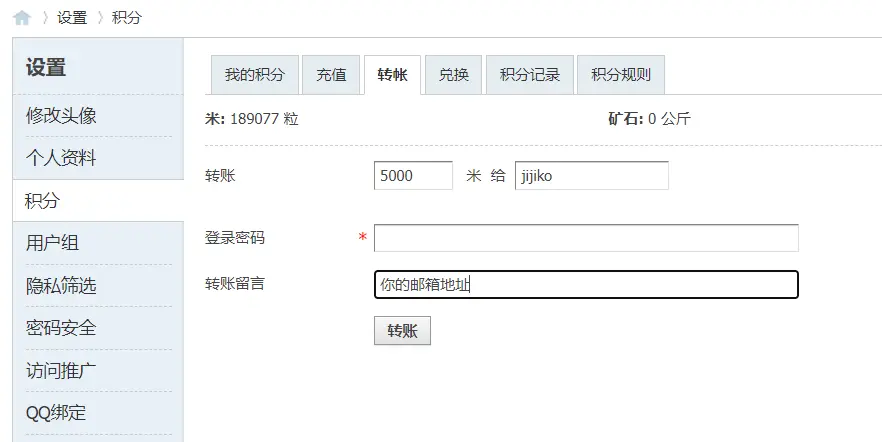 设置 积分
设置
修改头像
个人资料
积分
用户组
隐私筛选
密码安全
访问推广
QQ绑定
我的积分 充值 转帐 兑换 积分记录 积分规则
米: 189077 粒 矿石: 0 公斤
转账 5000 米 给 jijiko
登录密码 *
转账留言 你的邮箱地址
转账